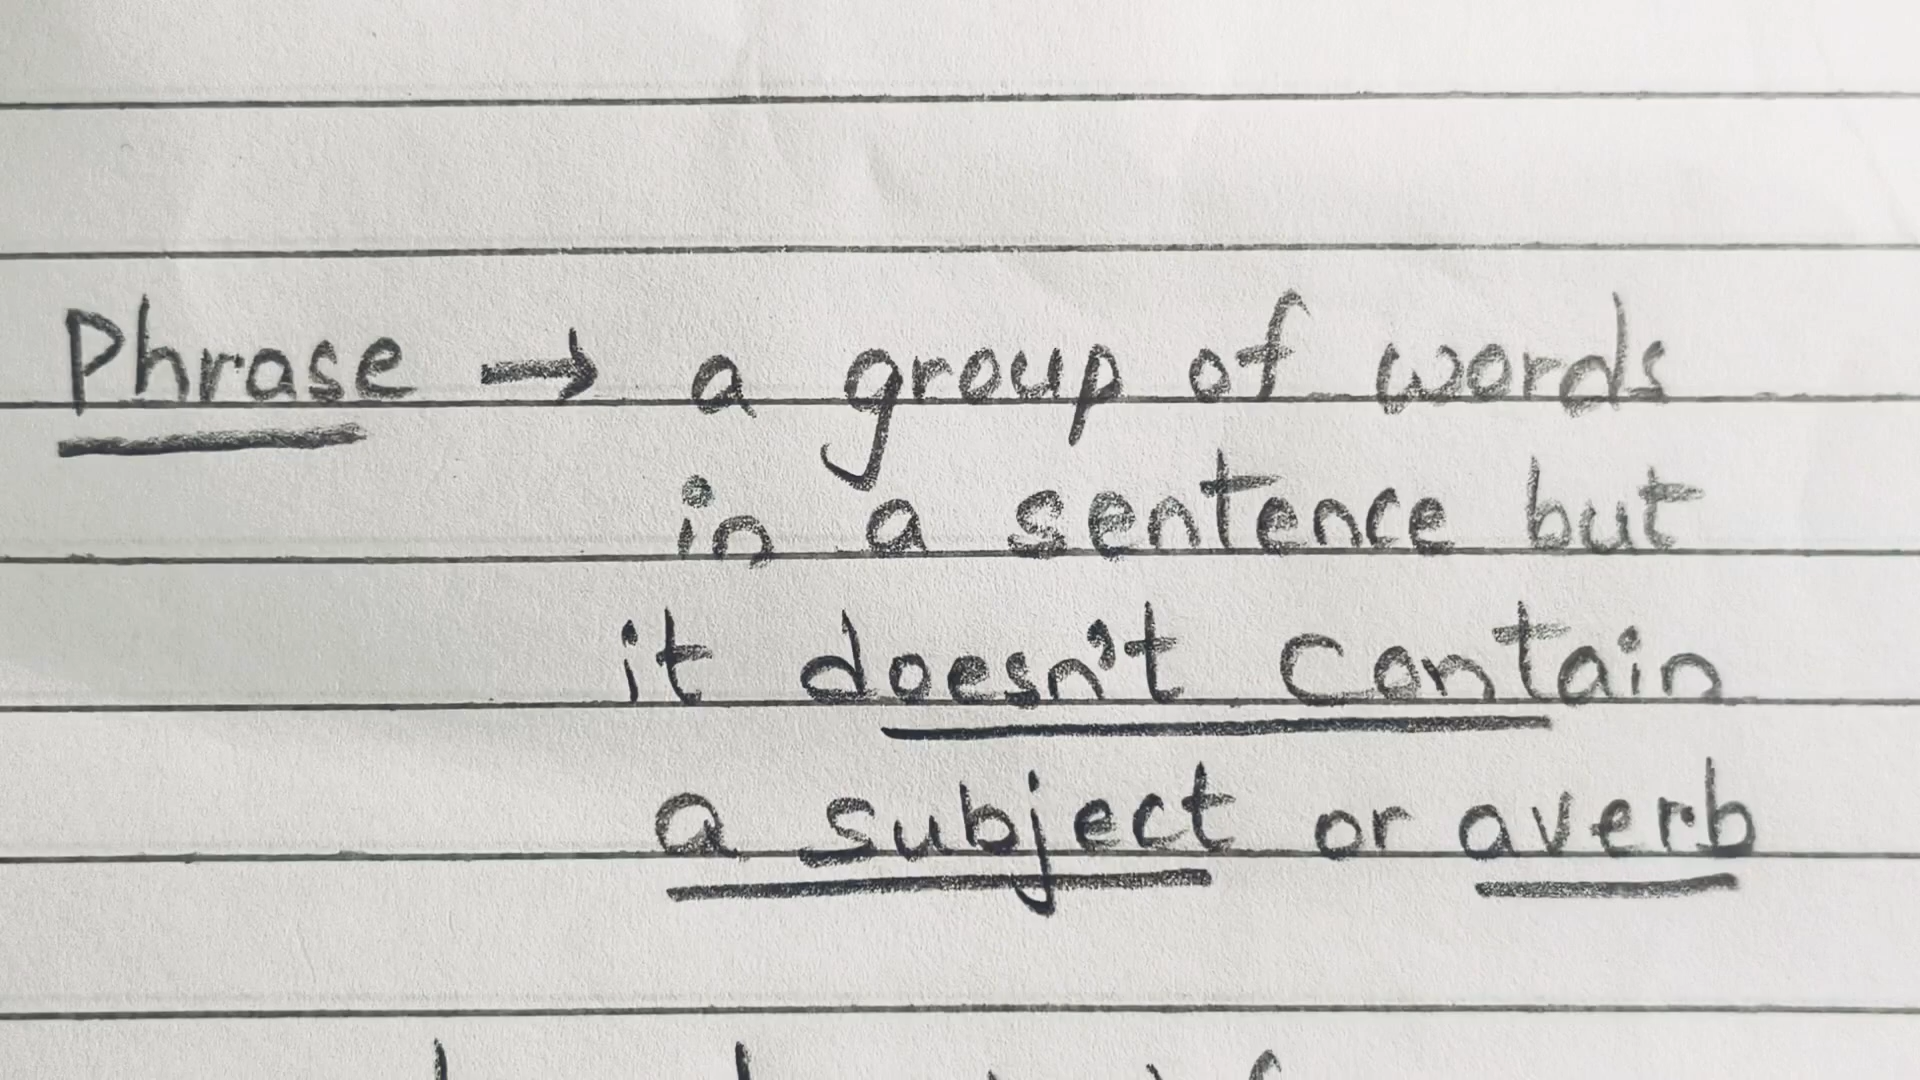 Phrase → a group of words
in a sentence but
it doesn't contain
a subject or a verb